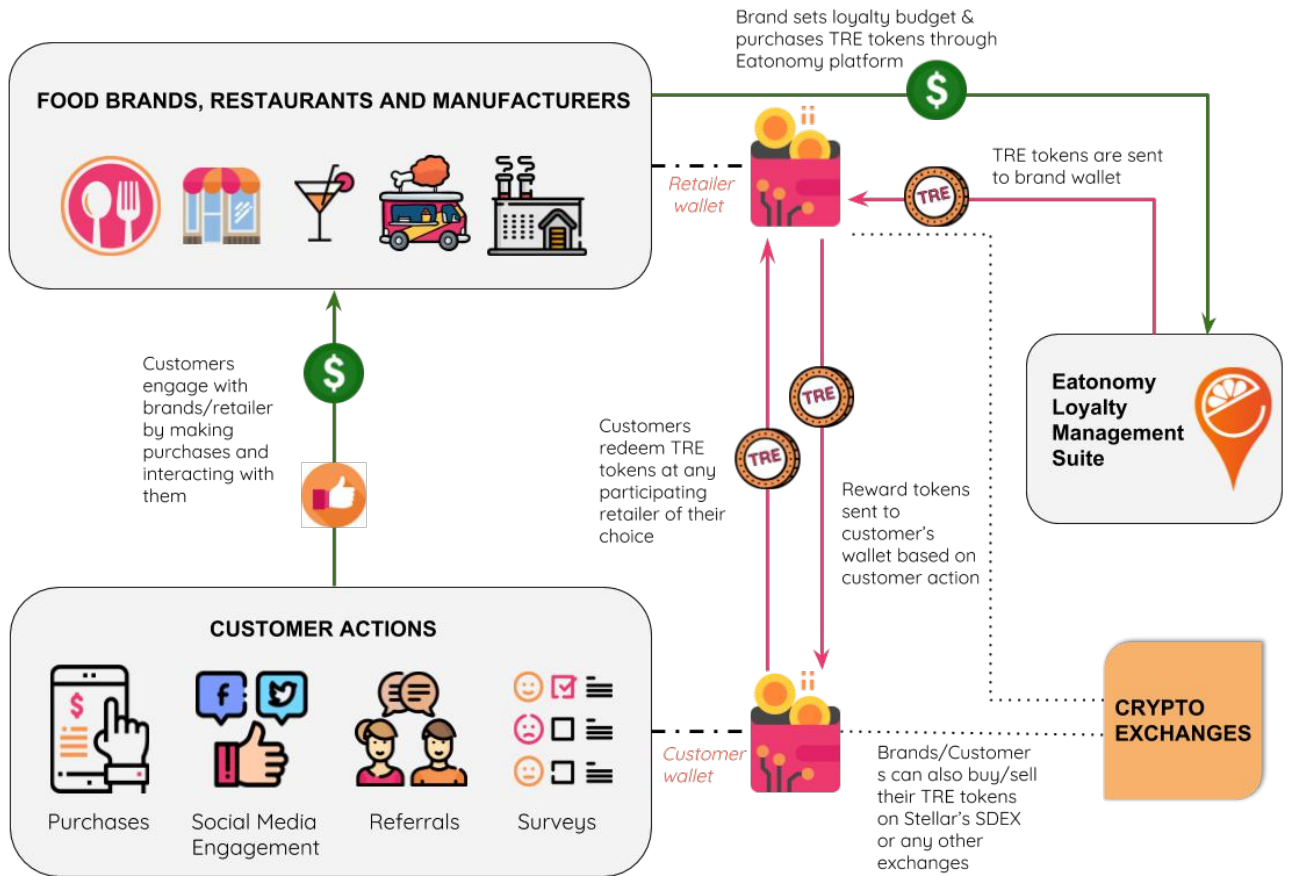 Brand sets loyalty budget &
purchases TRE tokens through
Eatonomy platform
FOOD BRANDS, RESTAURANTS AND MANUFACTURERS
$
Retailer
wallet
TRE
TRE tokens are sent
to brand wallet
Customers
engage with
brands/retailer
by making
purchases and
interacting with
them
$
Customers
redeem TRE
tokens at any
participating
retailer of their
choice
TRE
TRE
Reward tokens
sent to
customer's
wallet based on
customer action
Eatonomy
Loyalty
Management
Suite
CUSTOMER ACTIONS
$
f
Purchases
Social Media
Engagement
Referrals
Surveys
Customer
wallet
CRYPTO
EXCHANGES
Brands/Customer
s can also buy/sell
their TRE tokens
on Stellar's SDEX
or any other
exchanges